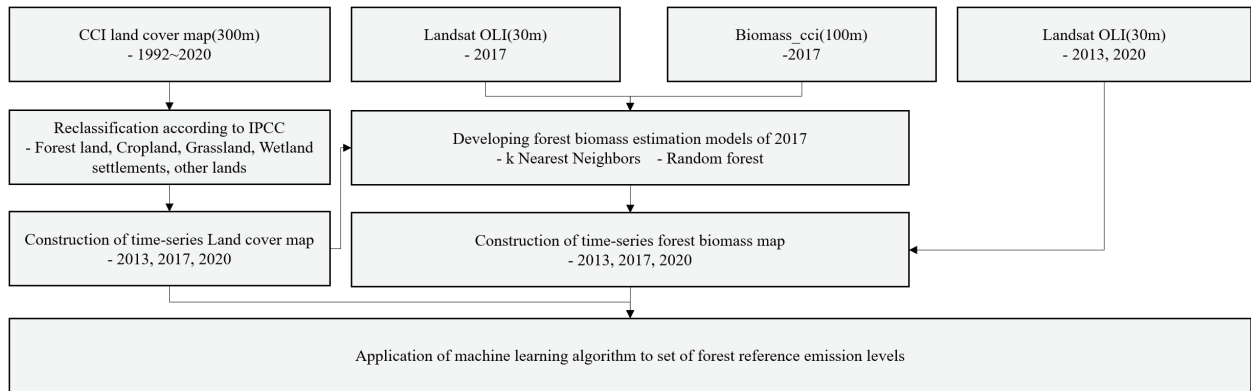 CCI land cover map(300m)
- 1992~2020
Landsat OLI(30m)
- 2017
Biomass_cci(100m)
-2017
Landsat OLI(30m)
- 2013, 2020
Reclassification according to IPCC
- Forest land, Cropland, Grassland, Wetland
settlements, other lands
Developing forest biomass estimation models of 2017
- k Nearest Neighbors - Random forest
Construction of time-series Land cover map
- 2013, 2017, 2020
Construction of time-series forest biomass map
- 2013, 2017, 2020
Application of machine learning algorithm to set of forest reference emission levels